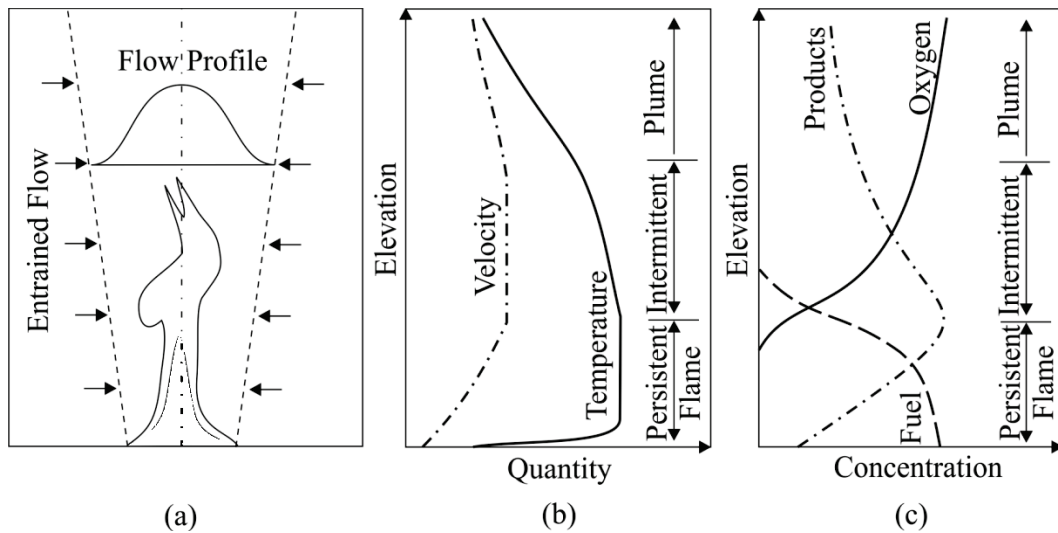 Flow Profile
Entrained Flow
(a)
Elevation
Velocity
Temperature
Plume
Intermittent
Persistent
Flame
Quantity
(b)
Elevation
Products
Oxygen
Fuel
Plume
Intermittent
Persistent
Flame
Concentration
(c)